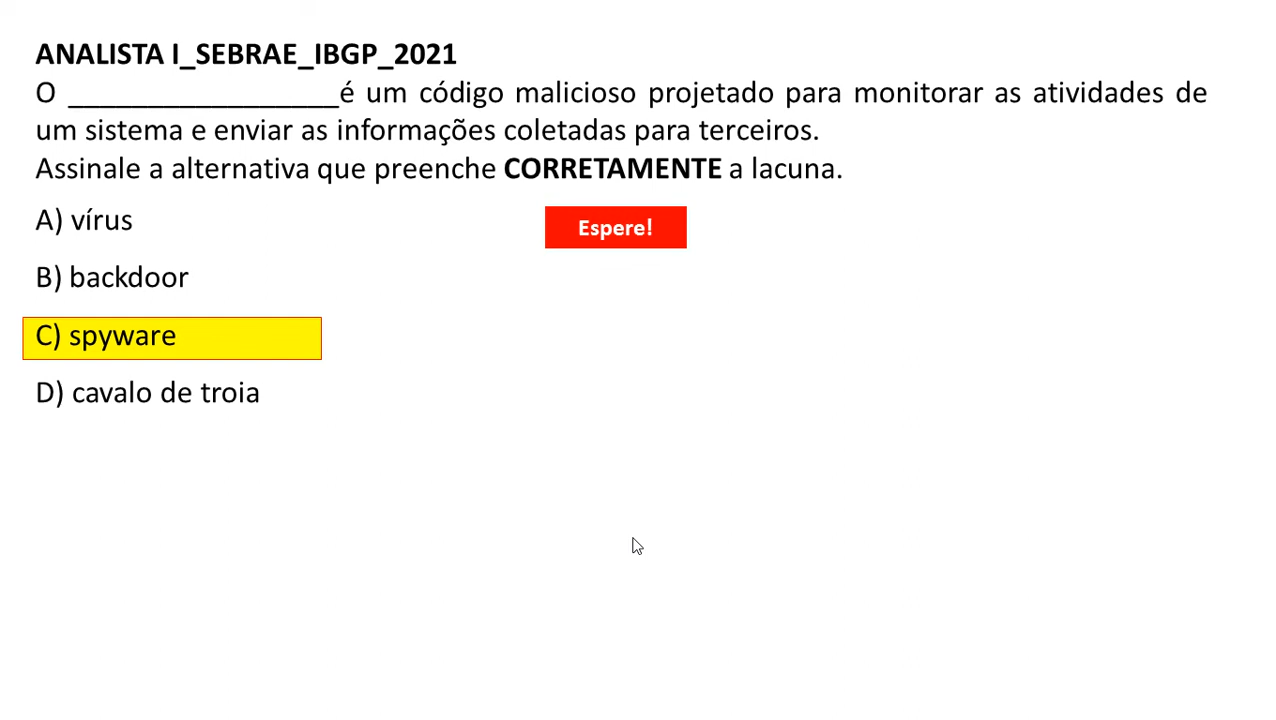 ANALISTA I_SEBRAE_IBGP_2021
O _________________é um código malicioso projetado para monitorar as atividades de
um sistema e enviar as informações coletadas para terceiros.
Assinale a alternativa que preenche CORRETAMENTE a lacuna.
A) vírus
Espere!
B) backdoor
C) spyware
D) cavalo de troia